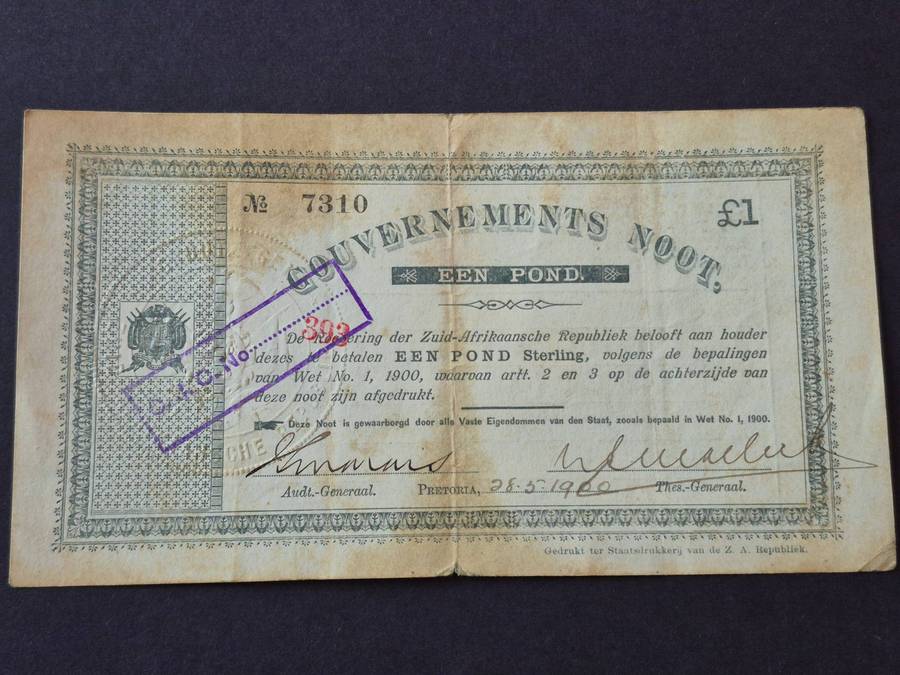 № 7310
£1
GOUVERNEMENTS NOOT,
EEN POND.
De Regeering der Zuid-Afrikaansche Republiek belooft aan houder
dezes te betalen EEN POND Sterling, volgens de bepalingen
van Wet No. 1, 1900, waarvan artt. 2 en 3 op de achterzijde van
deze noot zijn afgedrukt.
C.I.C. No. 393
Deze Noot is gewaarborgd door alle Vaste Eigendommen van den Staat, zooals bepaald in Wet No. 1, 1900.
CHE
Audt.-Generaal. PRETORIA, 28.5.1900 Thes.-Generaal.
Gedrukt ter Staatsdrukkerij van de Z. A. Republiek.